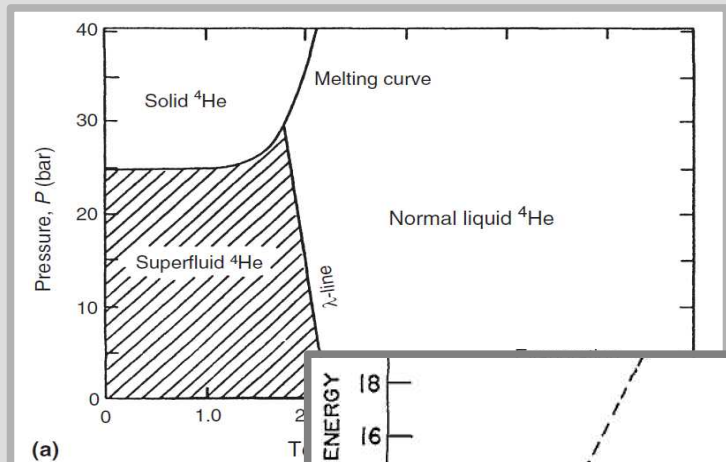 40
Melting curve
Solid ⁴He
30
Pressure, P (bar)
20
Normal liquid ⁴He
Superfluid ⁴He
λ-line
10
0
0
1.0
(a)
ENERGY
18
16